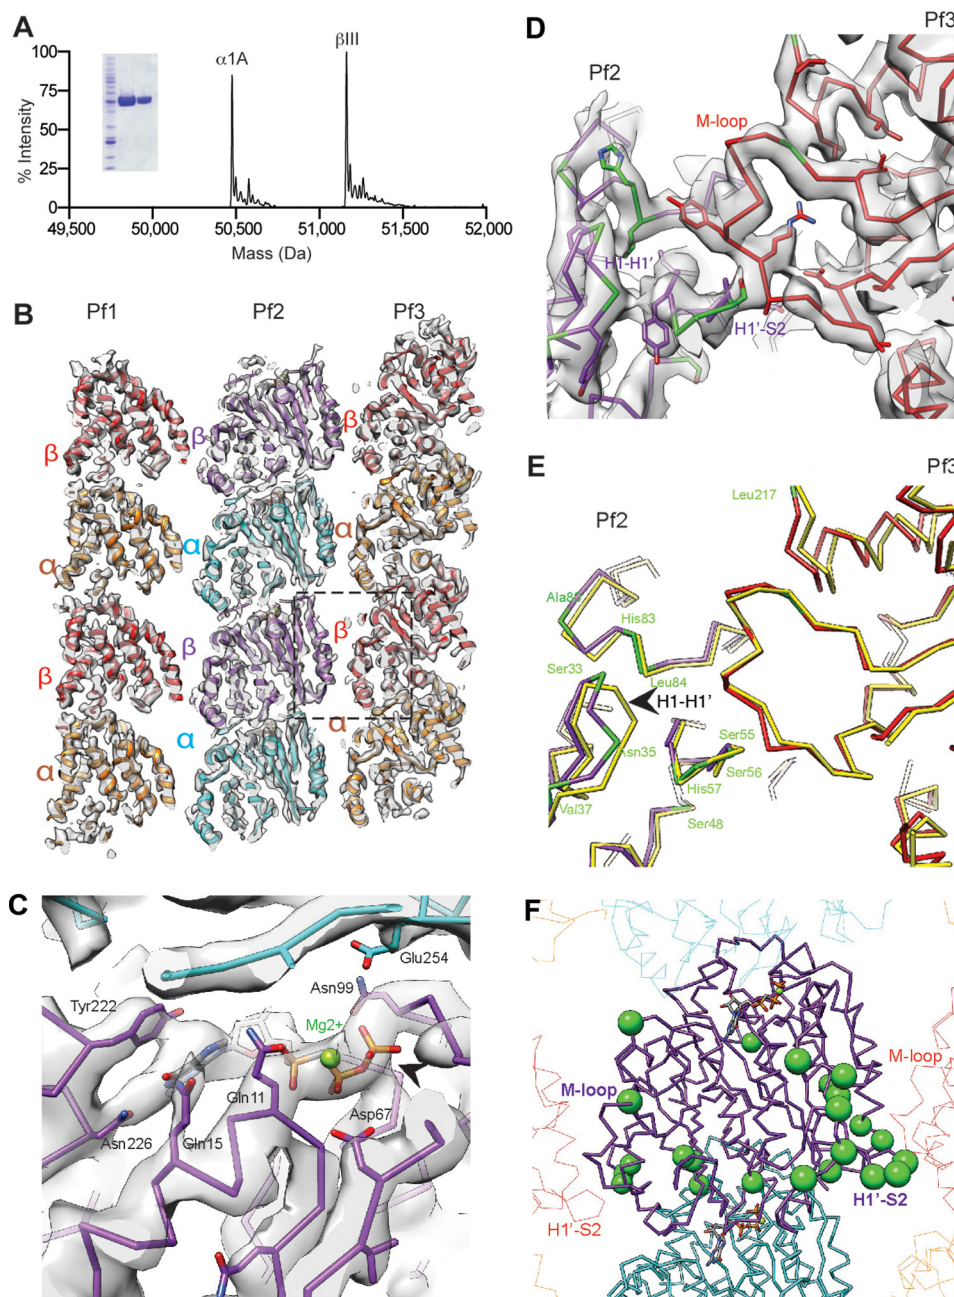 A
% Intensity
100
75
50
25
0
α1A
βIII
49,500
50,000
50,500
51,000
51,500
52,000
Mass (Da)
B
Pf1
Pf2
Pf3
β
β
β
α
α
α
β
β
β
α
α
α
C
Glu254
Asn99
Tyr222
Mg2+
Gln11
Asp67
Asn226
Gln15
D
Pf3
Pf2
M-loop
H1-H1'
H1'-S2
E
Pf3
Pf2
Leu217
His83
Ser33
Leu84
H1-H1'
Asn35
Ser55
Ser56
His57
Val37
Ser48
F
M-loop
M-loop
H1'-S2
H1'-S2